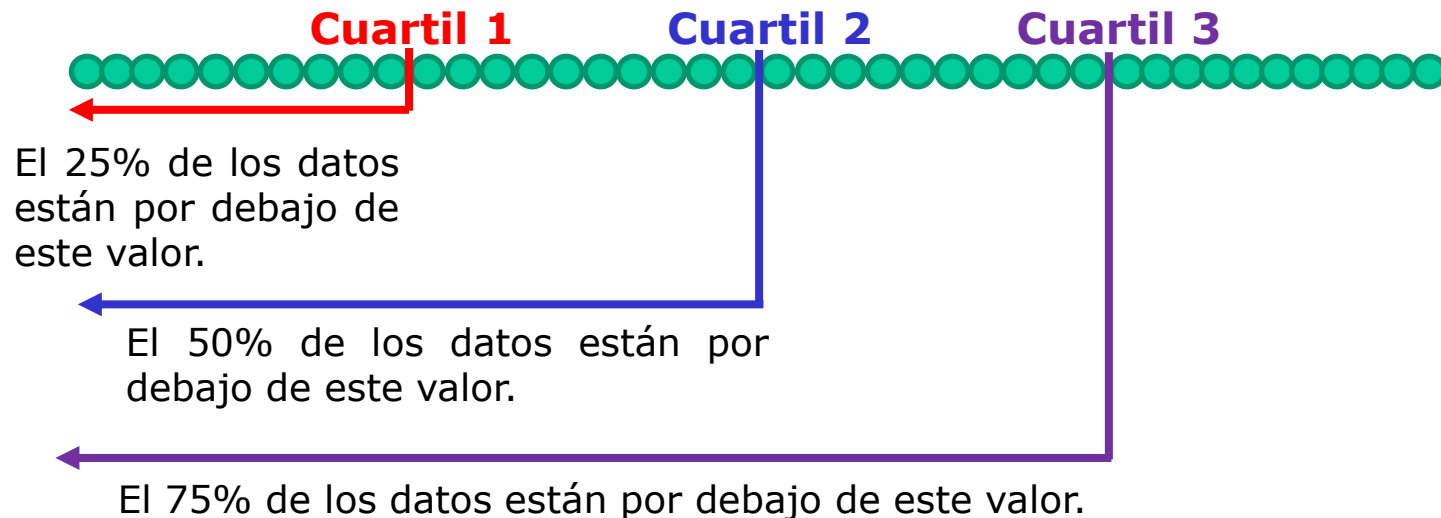 Cuartil 1 Cuartil 2 Cuartil 3
El 25% de los datos
están por debajo de
este valor.
El 50% de los datos están por
debajo de este valor.
El 75% de los datos están por debajo de este valor.